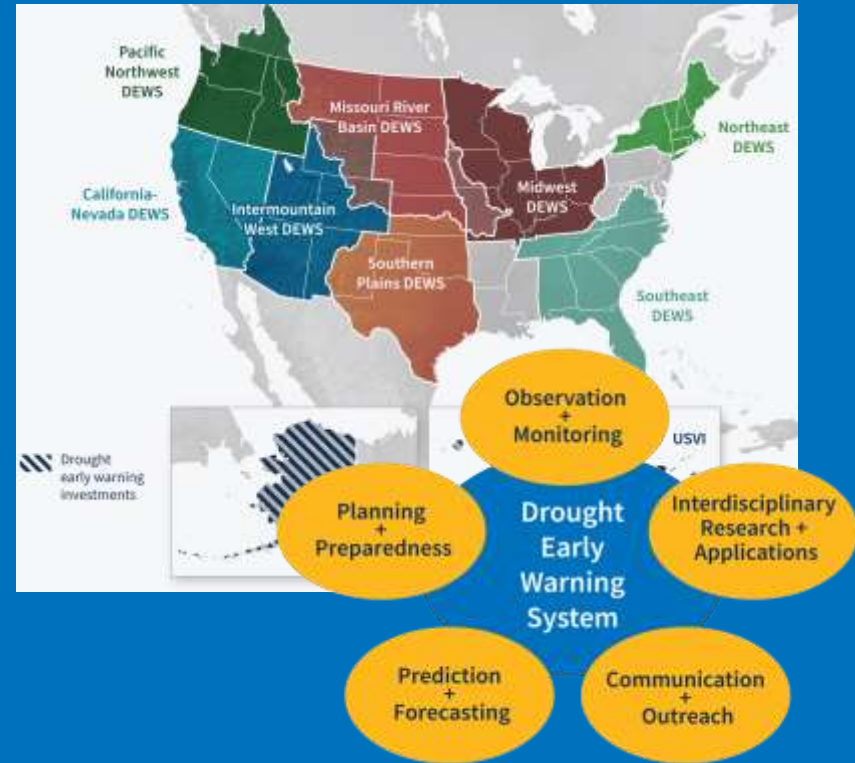 Pacific
Northwest
DEWS
Missouri River
Basin DEWS
Northeast
DEWS
Midwest
DEWS
California-
Nevada DEWS
Intermountain
West DEWS
Southern
Plains DEWS
Southeast
DEWS
Observation
+
Monitoring
USVI
Drought
early warning
investments
Planning
+
Preparedness
Drought
Early
Warning
System
Interdisciplinary
Research +
Applications
Prediction
+
Forecasting
Communication
+
Outreach